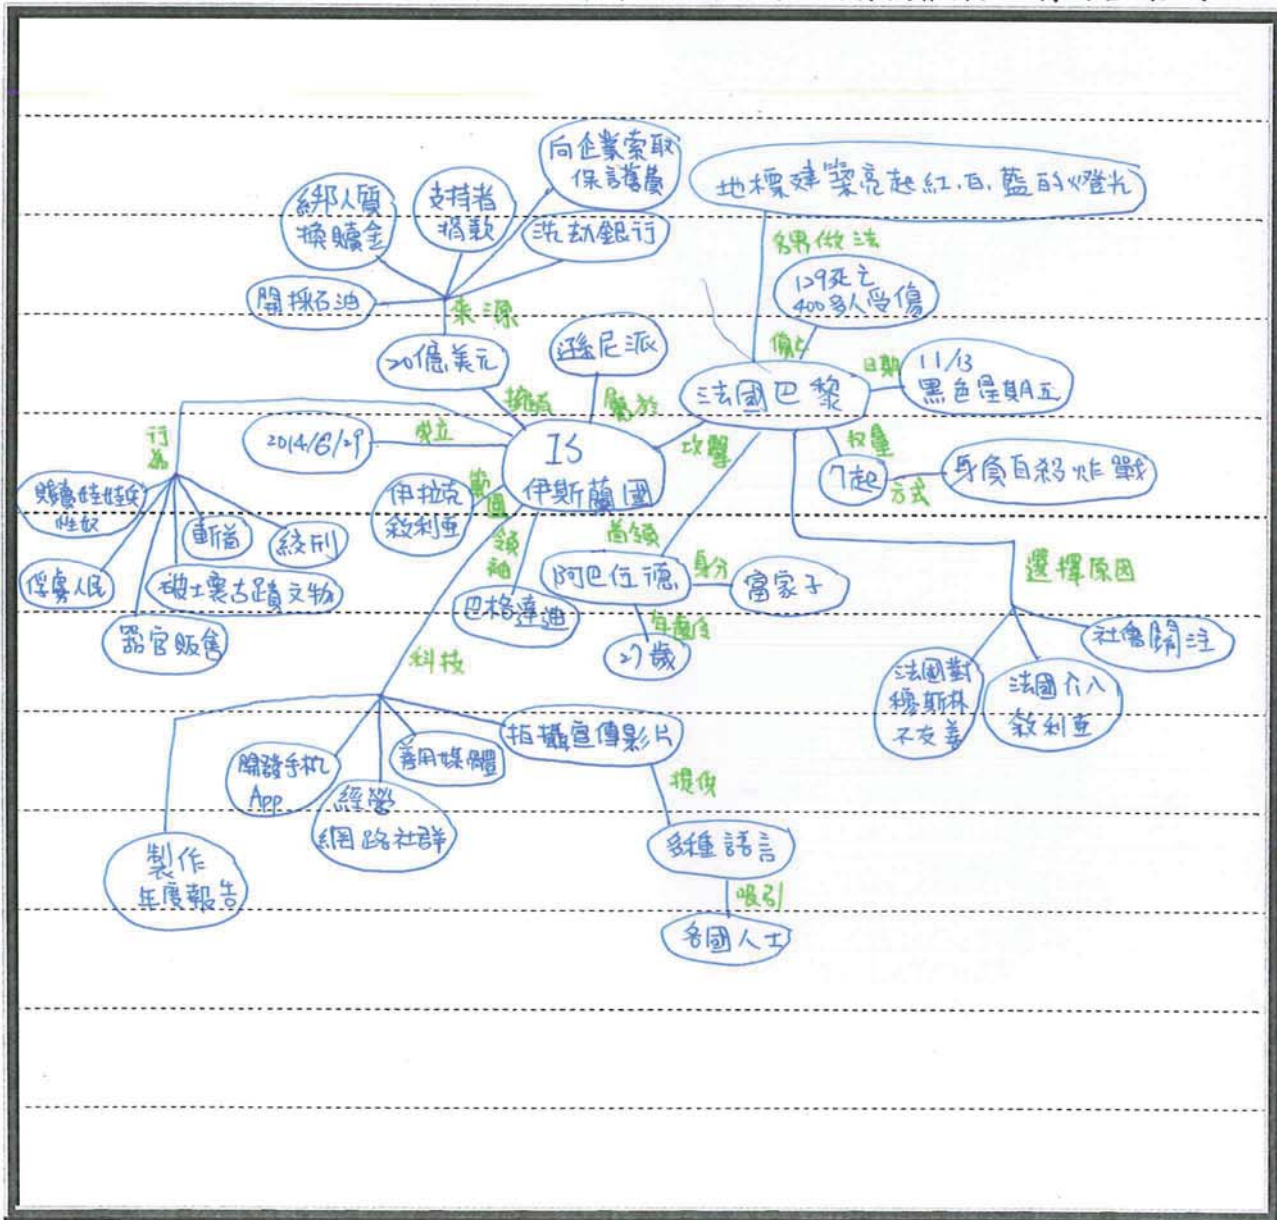 向企業索取
保護費
地標建築亮起紅、白、藍的燈光
綁人質
換贖金
支持者
捐款
洗劫銀行
做法
129死亡
400多人受傷
開採石油
來源
傷亡
20億美元
遜尼派
日期
11/13
黑色星期五
法國巴黎
擁有
屬於
行為
2014/6/29
成立
IS
伊斯蘭國
攻擊
數量
7起
方式
身負自殺炸彈
伊拉克
敘利亞
範圍
性奴
斬首
絞刑
領袖
首領
選擇原因
俘虜人民
破壞古蹟文物
巴格達迪
阿巴伍德
身分
富家子
器官販售
年歲
27歲
社會關注
科技
法國對
穆斯林
不友善
法國介入
敘利亞
拍攝宣傳影片
開發手机
App
善用媒體
經營
網路社群
提供
製作
年度報告
多種語言
吸引
各國人士